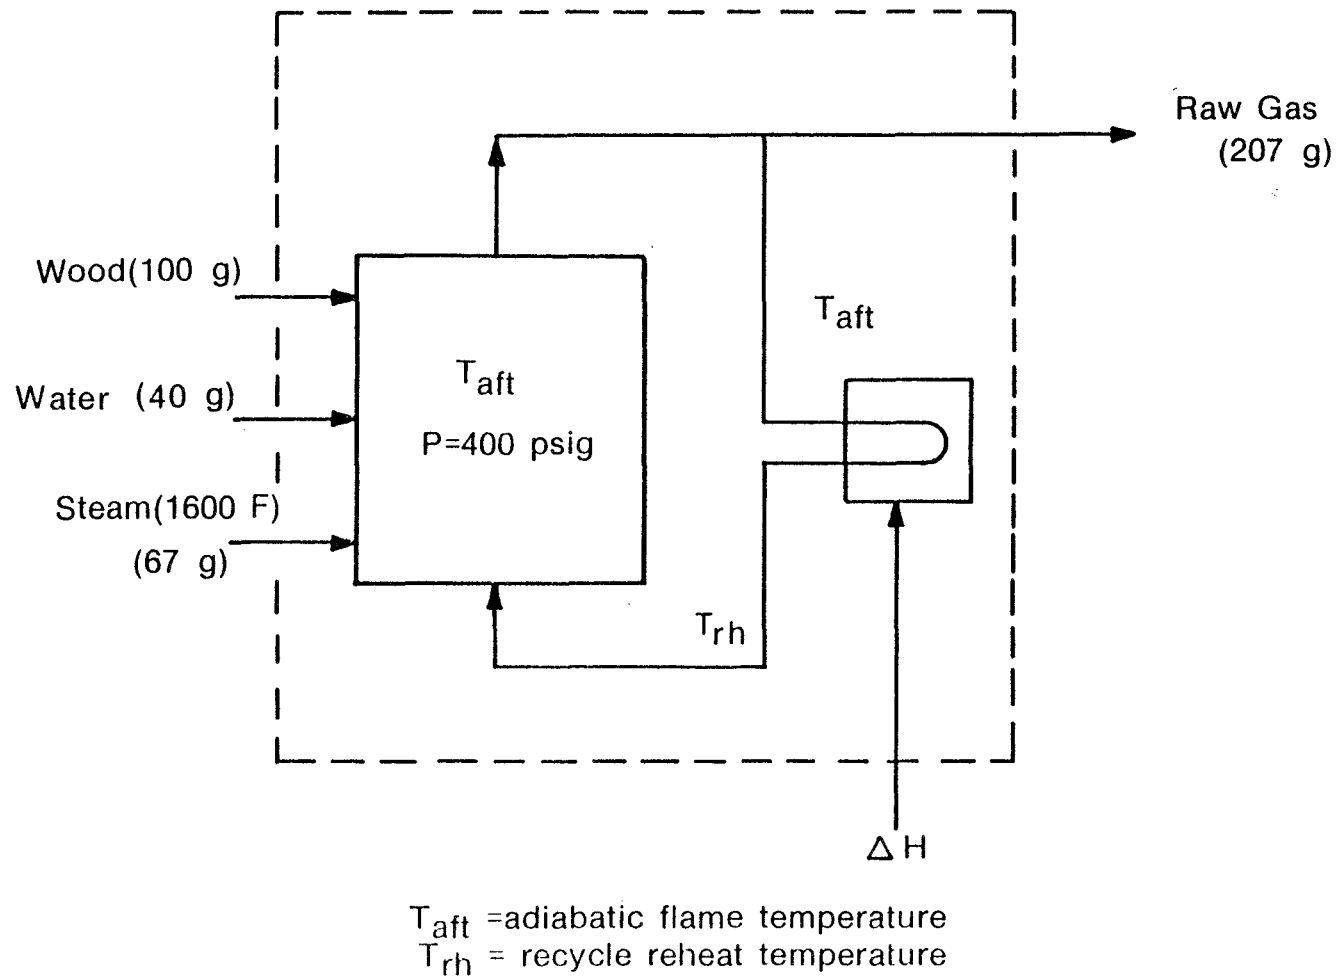 Raw Gas
(207 g)
Wood(100 g)
Taft
Taft
P=400 psig
Water (40 g)
Steam(1600 F)
(67 g)
Trh
Δ H
Taft =adiabatic flame temperature
Trh = recycle reheat temperature